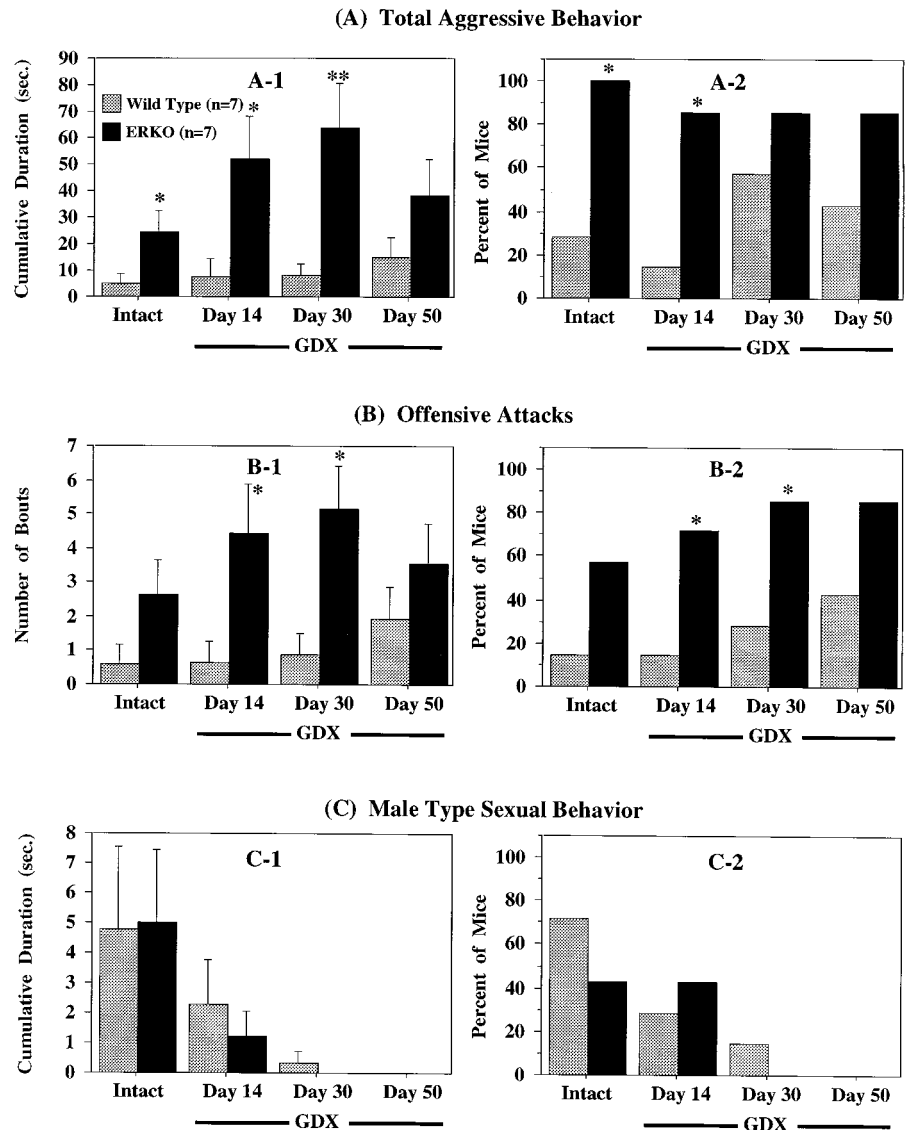 (A) Total Aggressive Behavior
Cumulative Duration (sec.)
90
80
70
60
50
40
30
20
10
0
A-1
Wild Type (n=7)
ERKO (n=7)
*
*
**
Intact Day 14 Day 30 Day 50
GDX
Percent of Mice
100
80
60
40
20
0
A-2
*
*
Intact Day 14 Day 30 Day 50
GDX
(B) Offensive Attacks
Number of Bouts
7
6
5
4
3
2
1
0
B-1
*
*
Intact Day 14 Day 30 Day 50
GDX
Percent of Mice
100
80
60
40
20
0
B-2
*
*
Intact Day 14 Day 30 Day 50
GDX
(C) Male Type Sexual Behavior
Cumulative Duration (sec.)
8
7
6
5
4
3
2
1
0
C-1
Intact Day 14 Day 30 Day 50
GDX
Percent of Mice
100
80
60
40
20
0
C-2
Intact Day 14 Day 30 Day 50
GDX